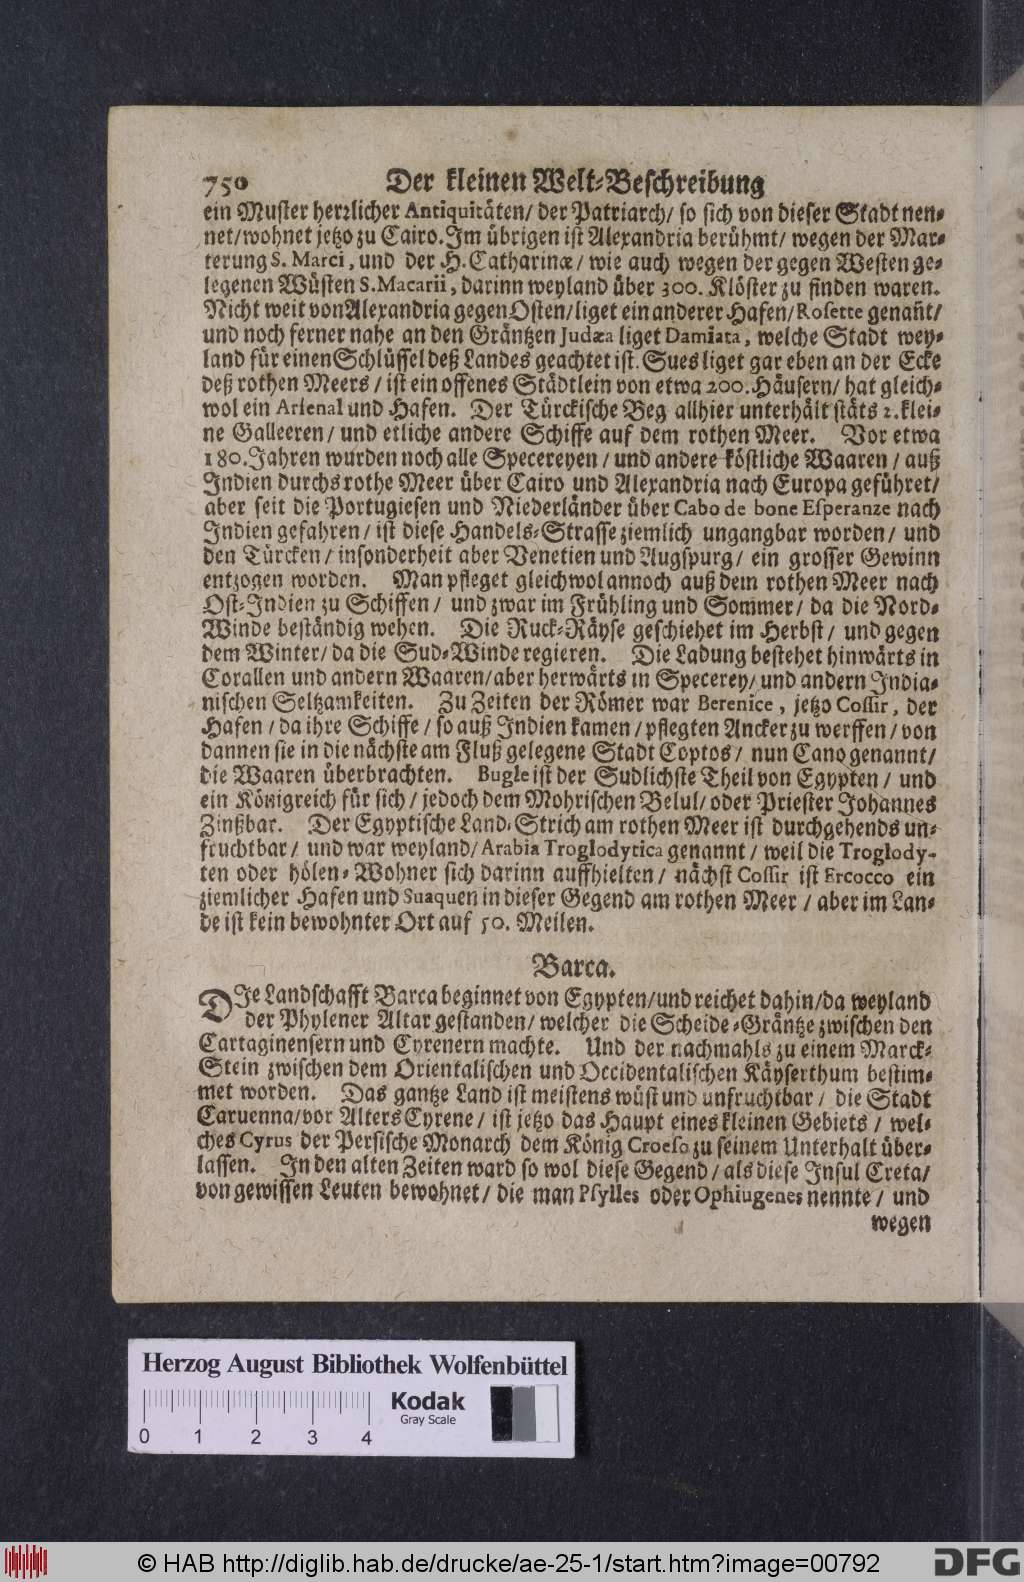 750 Der kleinen Welt-Beschreibung
ein Muster herꝛlicher Antiquitäten/ der Patriarch/ so sich von dieser Stadt nen-
net/wohnet jetzo zu Cairo. Im übrigen ist Alexandria berühmt/ wegen der Mar-
terung S. Marci, und der H. Catharinæ/ wie auch wegen der gegen Westen ge-
legenen Wüsten S. Macarii, darinn weyland über 300. Klöster zu finden waren.
Nicht weit von Alexandria gegen Osten/ liget ein anderer Hafen/ Rosette genañt/
und noch ferner nahe an den Gräntzen Judæa liget Damiata, welche Stadt wey-
land für einen Schlüssel deß Landes geachtet ist. Sues liget gar eben an der Ecke
deß rothen Meers/ ist ein offenes Städtlein von etwa 200. Häusern/ hat gleich-
wol ein Arsenal und Hafen. Der Türckische Beg allhier unterhält stäts 2. klei-
ne Galleeren/ und etliche andere Schiffe auf dem rothen Meer. Vor etwa
180. Jahren wurden noch alle Specereyen/ und andere köstliche Waaren/ auß
Indien durchs rothe Meer über Cairo und Alexandria nach Europa geführet/
aber seit die Portugiesen und Niederländer über Cabo de bone Esperanze nach
Indien gefahren/ ist diese Handels-Strasse ziemlich ungangbar worden/ und
den Türcken/ insonderheit aber Venetien und Augspurg/ ein grosser Gewinn
entzogen worden. Man pfleget gleichwol annoch auß dem rothen Meer nach
Ost-Indien zu Schiffen/ und zwar im Frühling und Sommer/ da die Nord-
Winde beständig wehen. Die Ruck-Räyse geschiehet im Herbst/ und gegen
dem Winter/ da die Sud-Winde regieren. Die Ladung bestehet hinwärts in
Corallen und andern Waaren/ aber herwärts in Specerey/ und andern India-
nischen Seltzamkeiten. Zu Zeiten der Römer war Berenice, jetzo Cossir, der
Hafen/ da ihre Schiffe/ so auß Indien kamen/ pflegten Ancker zu werffen/ von
dannen sie in die nächste am Fluß gelegene Stadt Coptos/ nun Cano genannt/
die Waaren überbrachten. Bugle ist der Sudlichste Theil von Egypten/ und
ein Königreich für sich/ jedoch dem Mohrischen Belul/ oder Priester Johannes
Zinßbar. Der Egyptische Land-Strich am rothen Meer ist durchgehends un-
fruchtbar/ und war weyland/ Arabia Troglodytica genannt/ weil die Troglody-
ten oder hölen-Wohner sich darinn auffhielten/ nächst Cossir ist Ercocco ein
ziemlicher Hafen und Suaquen in dieser Gegend am rothen Meer/ aber im Lan-
de ist kein bewohnter Ort auf 50. Meilen.
Barca.
DIe Landschafft Barca beginnet von Egypten/ und reichet dahin/ da weyland
der Phylener Altar gestanden/ welcher die Scheide-Gräntze zwischen den
Cartaginensern und Cyrenern machte. Und der nachmahls zu einem Marck-
Stein zwischen dem Orientalischen und Occidentalischen Käyserthum bestim-
met worden. Das gantze Land ist meistens wüst und unfruchtbar/ die Stadt
Caruenna/ vor Alters Cyrene/ ist jetzo das Haupt eines kleinen Gebiets/ wel-
ches Cyrus der Persische Monarch dem König Croeso zu seinem Unterhalt über-
lassen. In den alten Zeiten ward so wol diese Gegend/ als diese Insul Creta/
von gewissen Leuten bewohnet/ die man Psylles oder Ophiugenes nennte/ und
wegen
Herzog August Bibliothek Wolfenbüttel
Kodak
Gray Scale
0 1 2 3 4
© HAB http://diglib.hab.de/drucke/ae-25-1/start.htm?image=00792
DFG